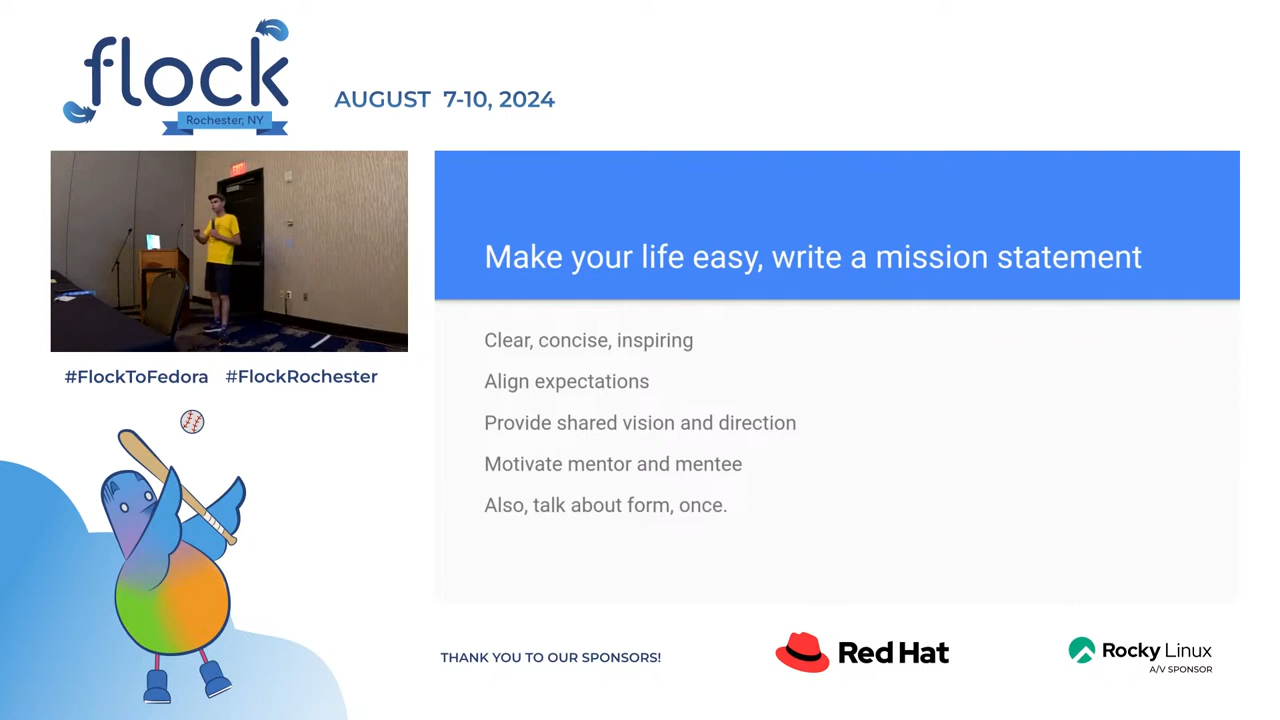 flock
Rochester, NY
AUGUST 7-10, 2024
EXIT
#FlockToFedora #FlockRochester
Make your life easy, write a mission statement
Clear, concise, inspiring
Align expectations
Provide shared vision and direction
Motivate mentor and mentee
Also, talk about form, once.
THANK YOU TO OUR SPONSORS!
Red Hat
Rocky Linux
A/V SPONSOR